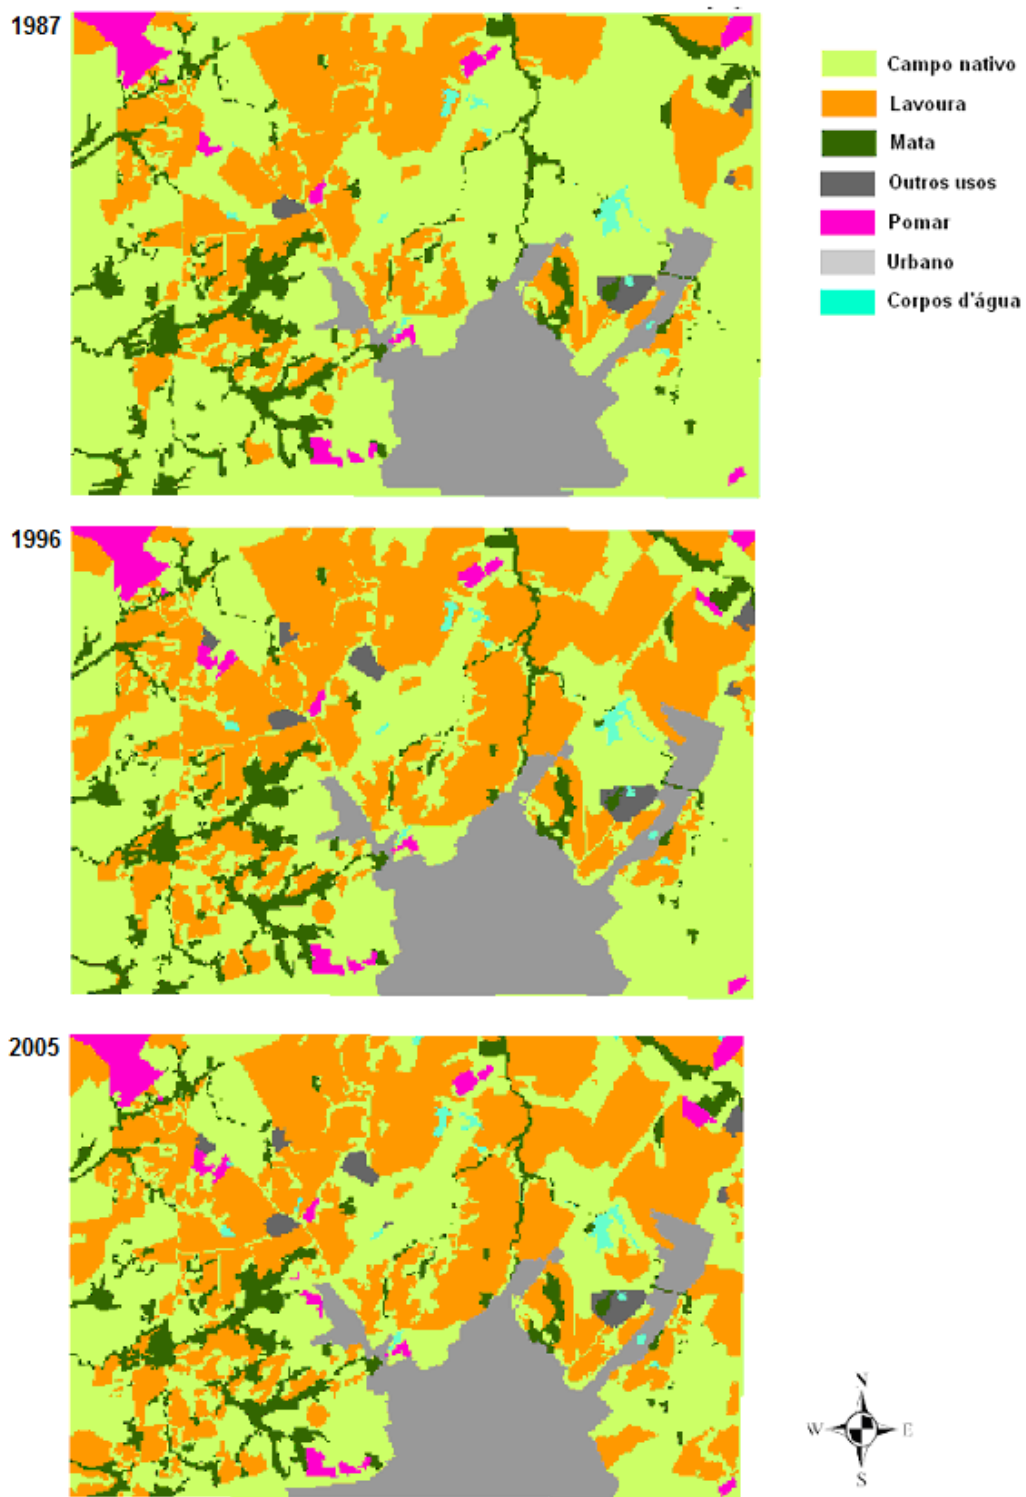 1987
Campo nativo
Lavoura
Mata
Outros usos
Pomar
Urbano
Corpos d'água
1996
2005
N
W E
S